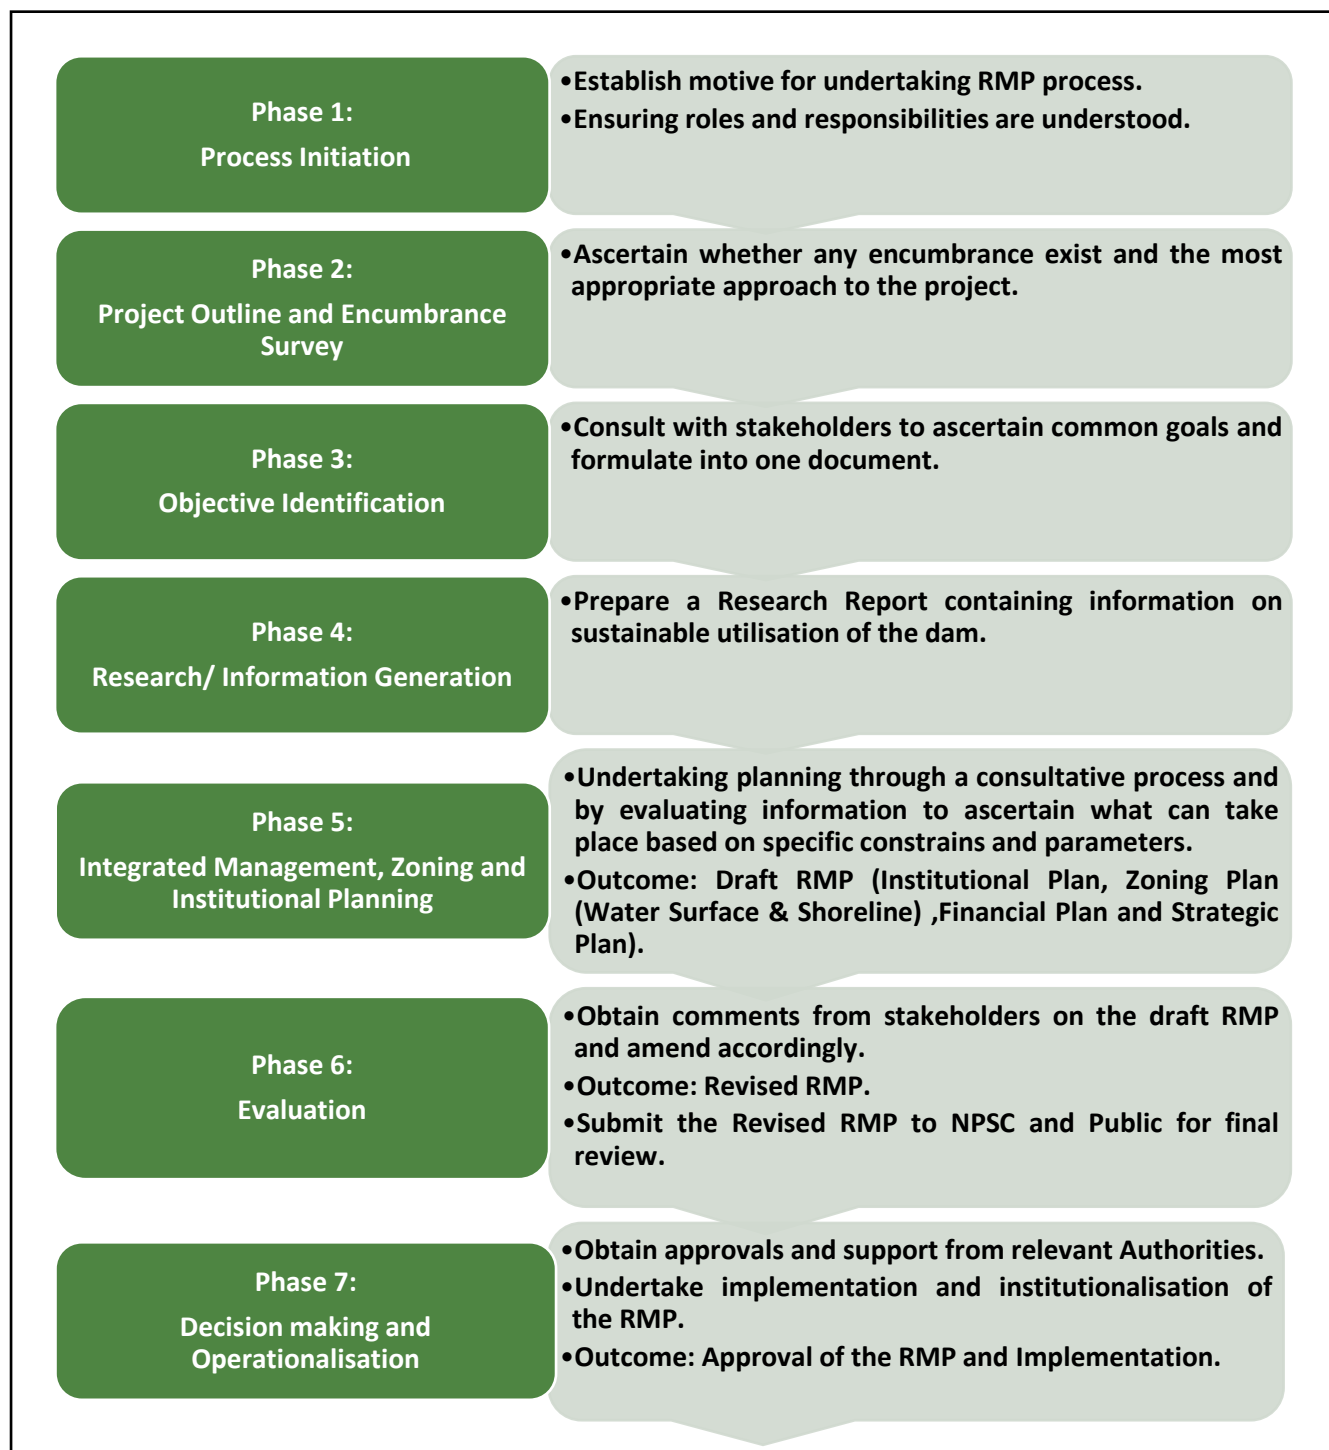 Phase 1:
Process Initiation
•Establish motive for undertaking RMP process.
•Ensuring roles and responsibilities are understood.
Phase 2:
Project Outline and Encumbrance
Survey
•Ascertain whether any encumbrance exist and the most
appropriate approach to the project.
Phase 3:
Objective Identification
•Consult with stakeholders to ascertain common goals and
formulate into one document.
Phase 4:
Research/ Information Generation
•Prepare a Research Report containing information on
sustainable utilisation of the dam.
Phase 5:
Integrated Management, Zoning and
Institutional Planning
•Undertaking planning through a consultative process and
by evaluating information to ascertain what can take
place based on specific constrains and parameters.
•Outcome: Draft RMP (Institutional Plan, Zoning Plan
(Water Surface & Shoreline) ,Financial Plan and Strategic
Plan).
Phase 6:
Evaluation
•Obtain comments from stakeholders on the draft RMP
and amend accordingly.
•Outcome: Revised RMP.
•Submit the Revised RMP to NPSC and Public for final
review.
Phase 7:
Decision making and
Operationalisation
•Obtain approvals and support from relevant Authorities.
•Undertake implementation and institutionalisation of
the RMP.
•Outcome: Approval of the RMP and Implementation.